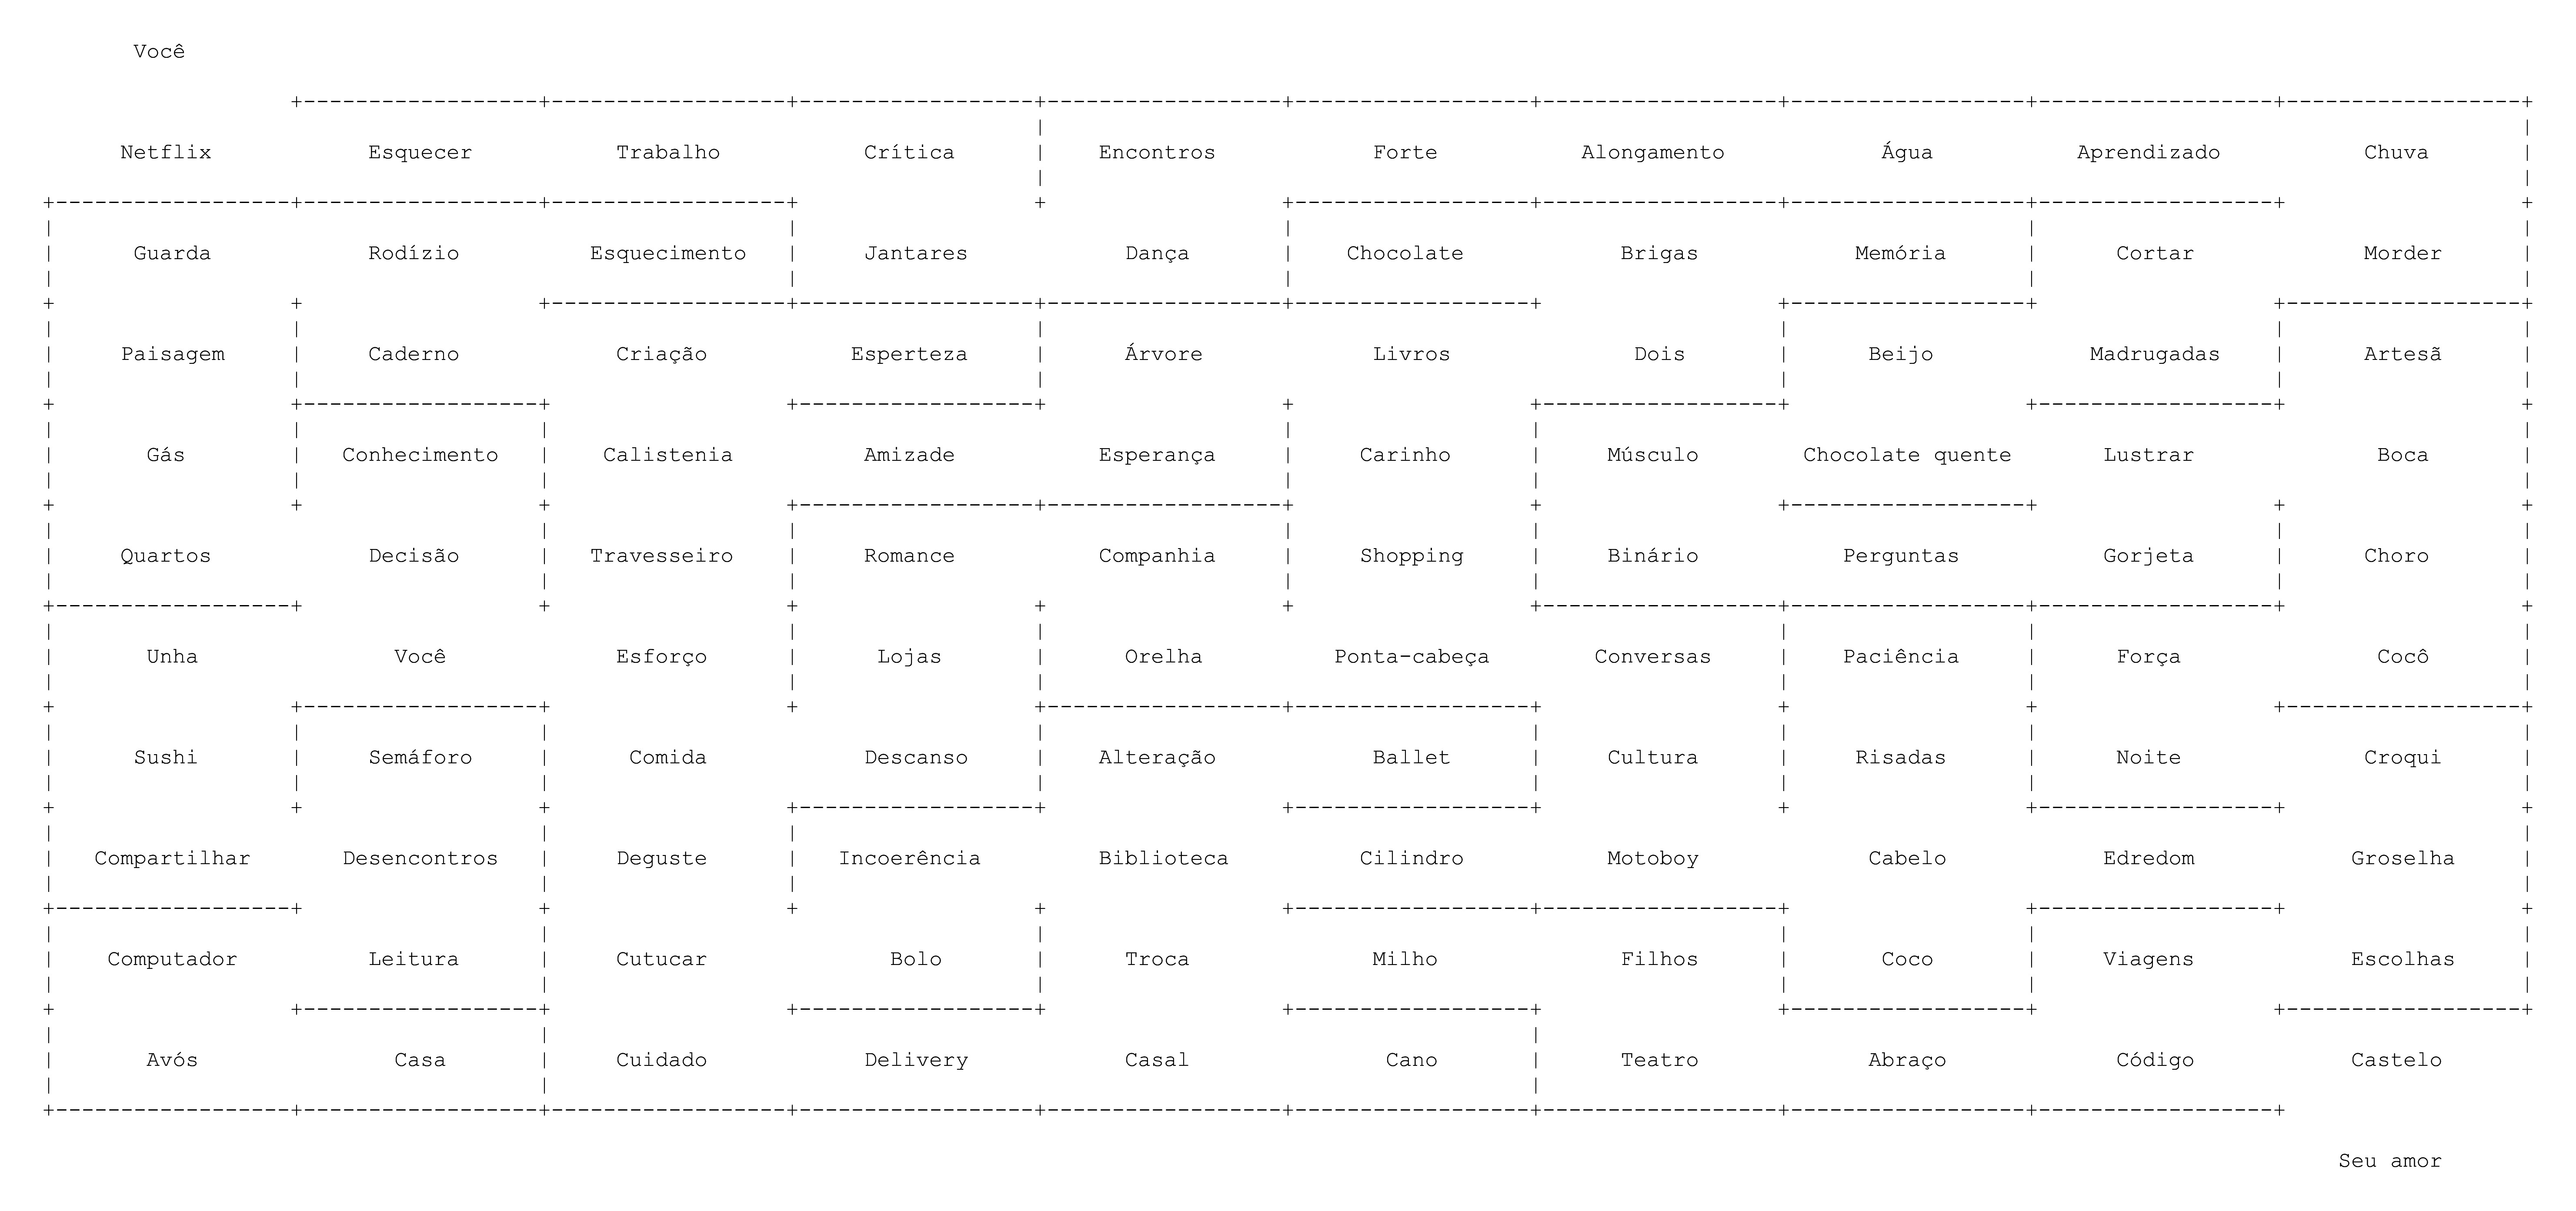 Você
Netflix Esquecer Trabalho Crítica Encontros Forte Alongamento Água Aprendizado Chuva
Guarda Rodízio Esquecimento Jantares Dança Chocolate Brigas Memória Cortar Morder
Paisagem Caderno Criação Esperteza Árvore Livros Dois Beijo Madrugadas Artesã
Gás Conhecimento Calistenia Amizade Esperança Carinho Músculo Chocolate quente Lustrar Boca
Quartos Decisão Travesseiro Romance Companhia Shopping Binário Perguntas Gorjeta Choro
Unha Você Esforço Lojas Orelha Ponta-cabeça Conversas Paciência Força Cocô
Sushi Semáforo Comida Descanso Alteração Ballet Cultura Risadas Noite Croqui
Compartilhar Desencontros Deguste Incoerência Biblioteca Cilindro Motoboy Cabelo Edredom Groselha
Computador Leitura Cutucar Bolo Troca Milho Filhos Coco Viagens Escolhas
Avós Casa Cuidado Delivery Casal Cano Teatro Abraço Código Castelo
Seu amor